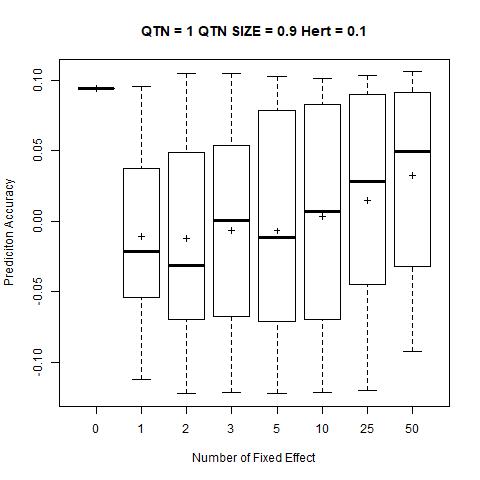 QTN = 1 QTN SIZE = 0.9 Hert = 0.1
Prediciton Accuracy
0.10
0.05
0.00
-0.05
-0.10
0 1 2 3 5 10 25 50
Number of Fixed Effect